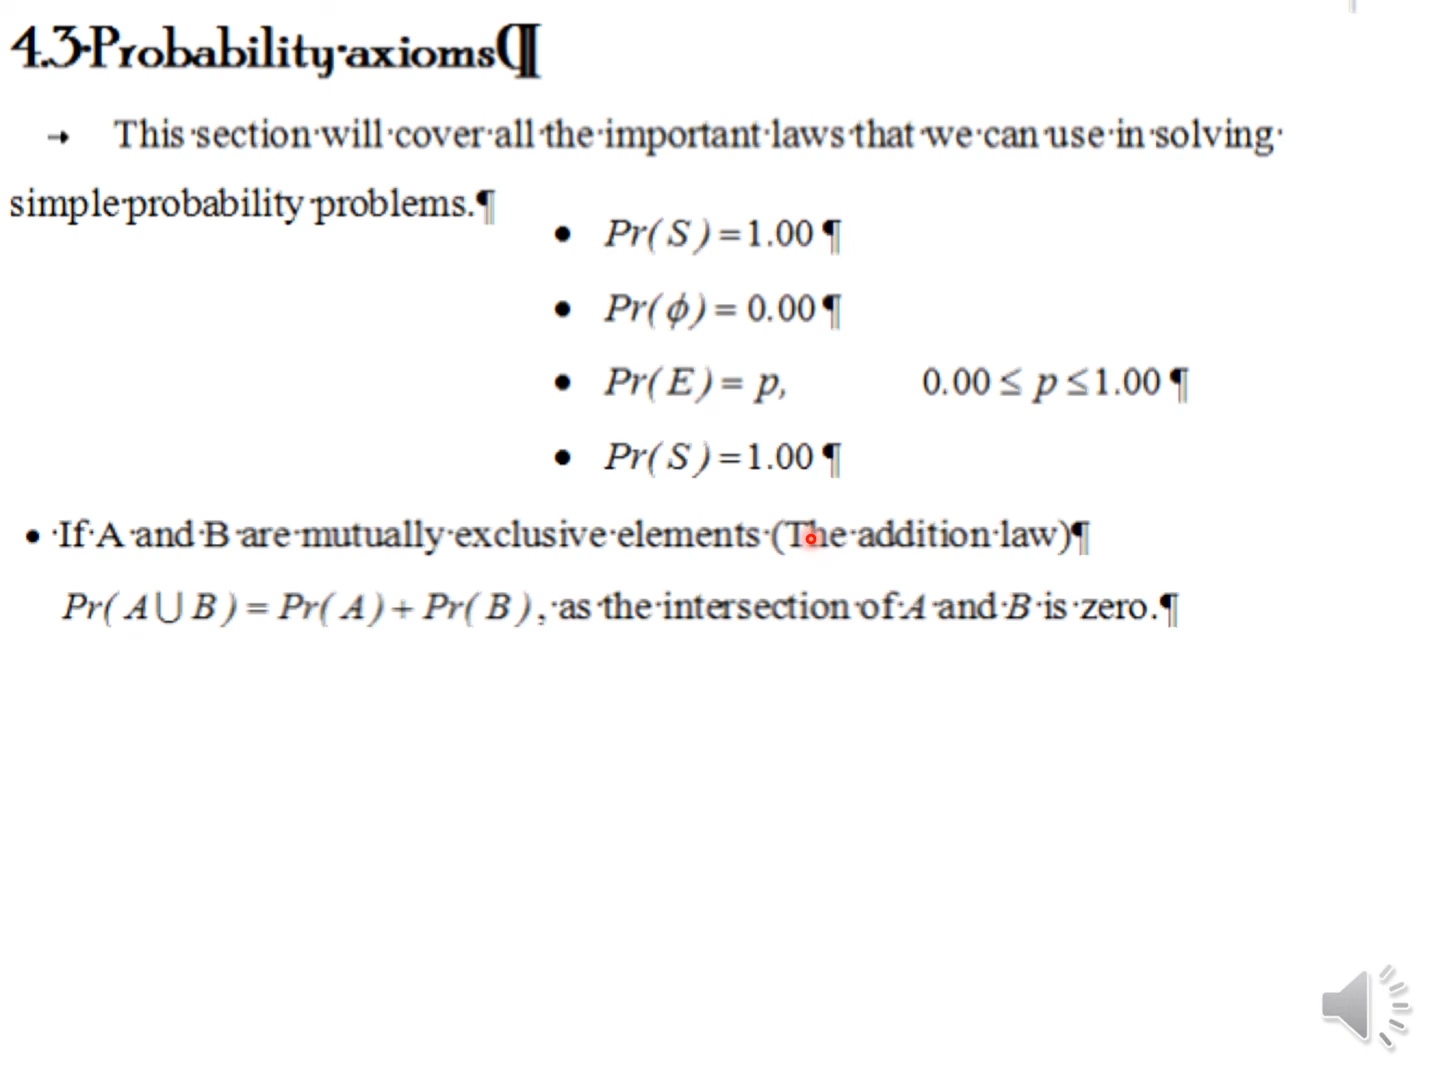 4.3 Probability axioms¶
→ This section will cover all the important laws that we can use in solving
simple probability problems.¶
• Pr( S ) = 1.00 ¶
• Pr( ϕ ) = 0.00 ¶
• Pr( E ) = p, 0.00 ≤ p ≤ 1.00 ¶
• Pr( S ) = 1.00 ¶
• If A and B are mutually exclusive elements (The addition law)¶
Pr( A ∪ B ) = Pr( A ) + Pr( B ), as the intersection of A and B is zero.¶